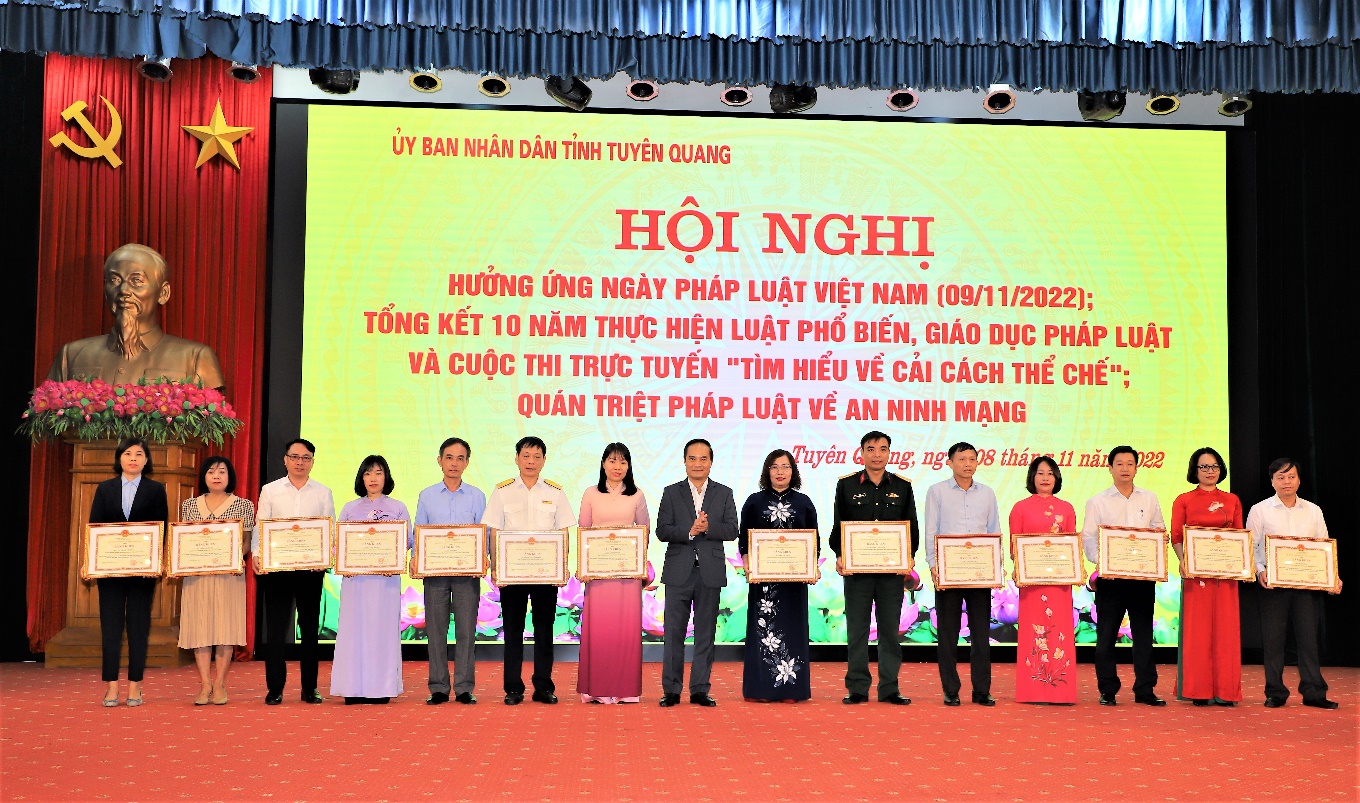 ỦY BAN NHÂN DÂN TỈNH TUYÊN QUANG
HỘI NGHỊ
HƯỞNG ỨNG NGÀY PHÁP LUẬT VIỆT NAM (09/11/2022);
TỔNG KẾT 10 NĂM THỰC HIỆN LUẬT PHỔ BIẾN, GIÁO DỤC PHÁP LUẬT
VÀ CUỘC THI TRỰC TUYẾN "TÌM HIỂU VỀ CẢI CÁCH THỂ CHẾ";
QUÁN TRIỆT PHÁP LUẬT VỀ AN NINH MẠNG
Tuyên Quang, 08 tháng 11 năm 2022